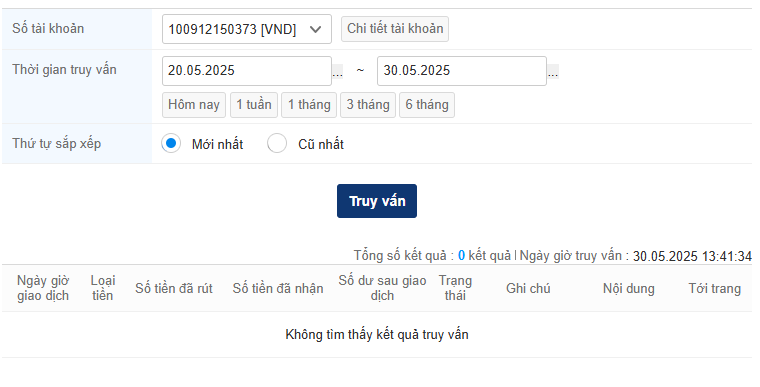 Số tài khoản 100912150373 [VND] Chi tiết tài khoản
Thời gian truy vấn 20.05.2025 ... ~ 30.05.2025 ...
Hôm nay 1 tuần 1 tháng 3 tháng 6 tháng
Thứ tự sắp xếp Mới nhất Cũ nhất
Truy vấn
Tổng số kết quả : 0 kết quả | Ngày giờ truy vấn : 30.05.2025 13:41:34
Ngày giờ giao dịch Loại tiền Số tiền đã rút Số tiền đã nhận Số dư sau giao dịch Trạng thái Ghi chú Nội dung Tới trang
Không tìm thấy kết quả truy vấn